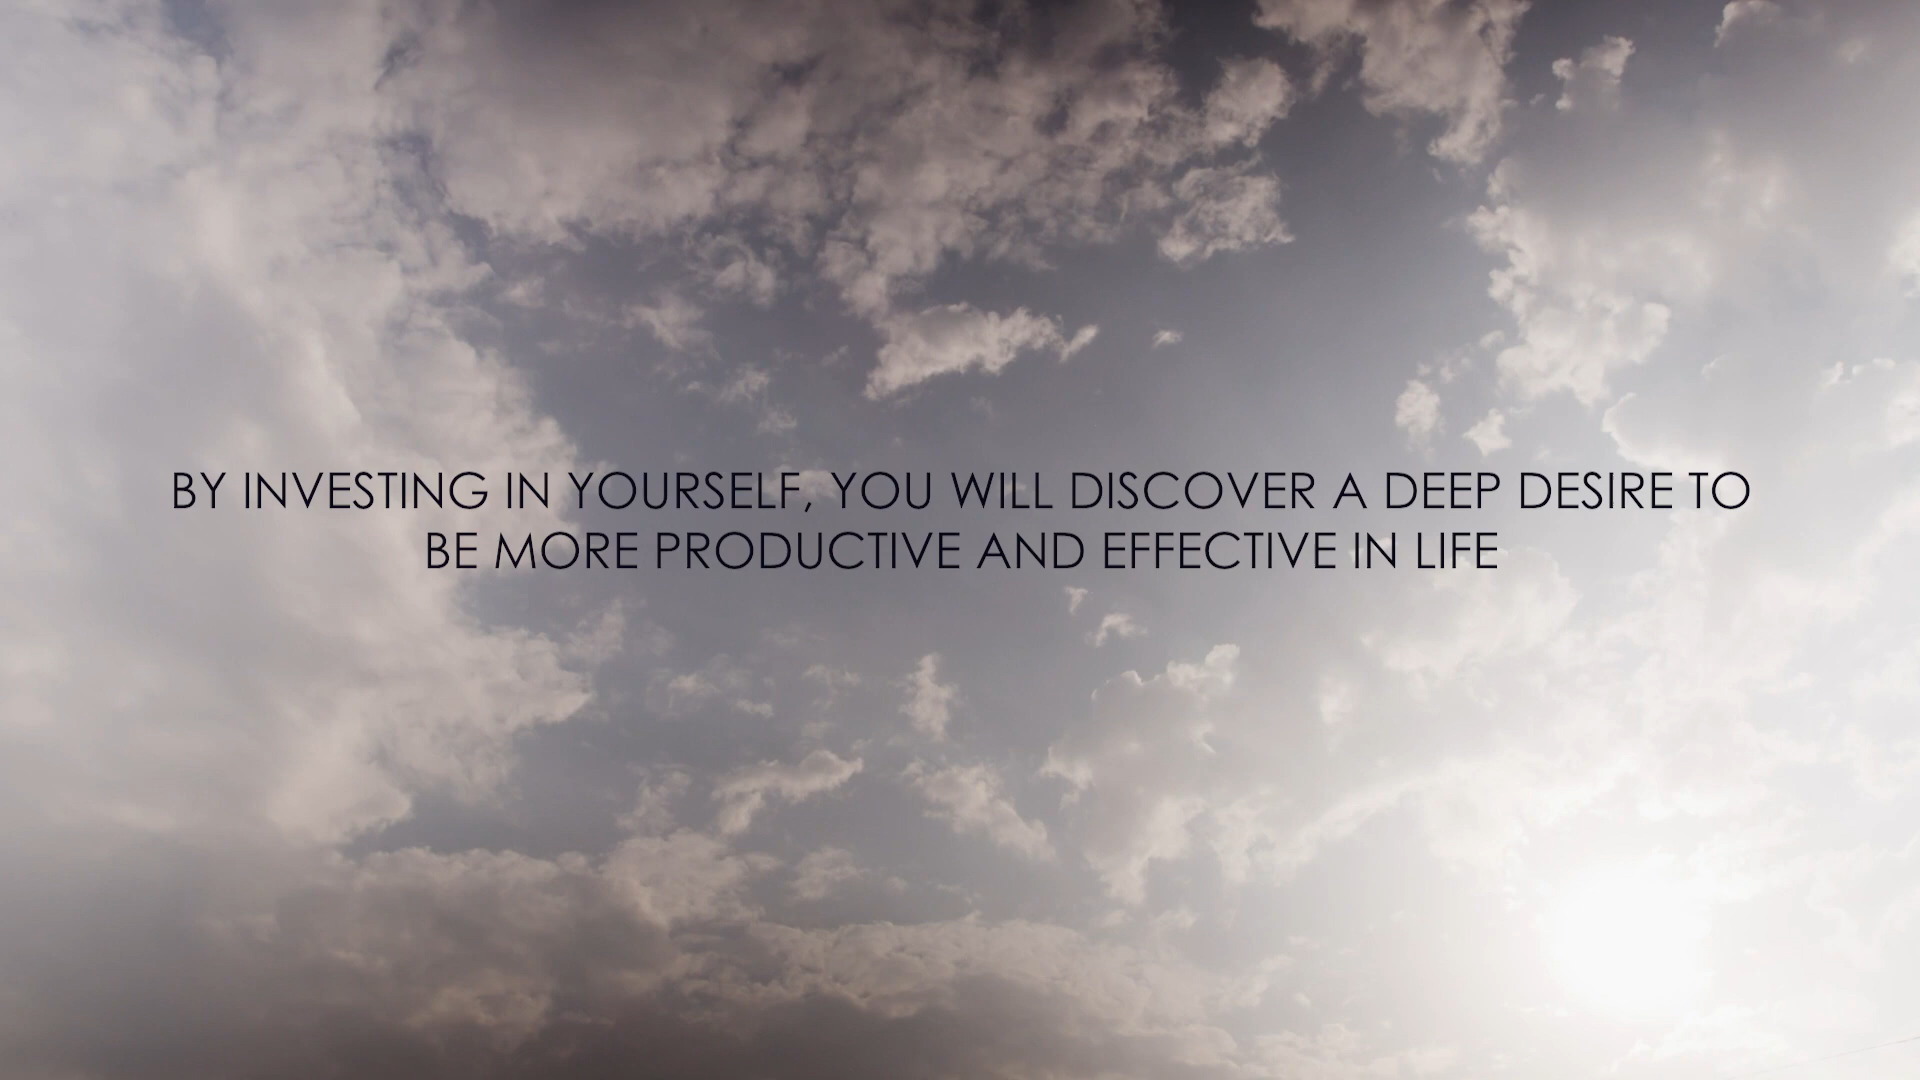 BY INVESTING IN YOURSELF, YOU WILL DISCOVER A DEEP DESIRE TO
BE MORE PRODUCTIVE AND EFFECTIVE IN LIFE